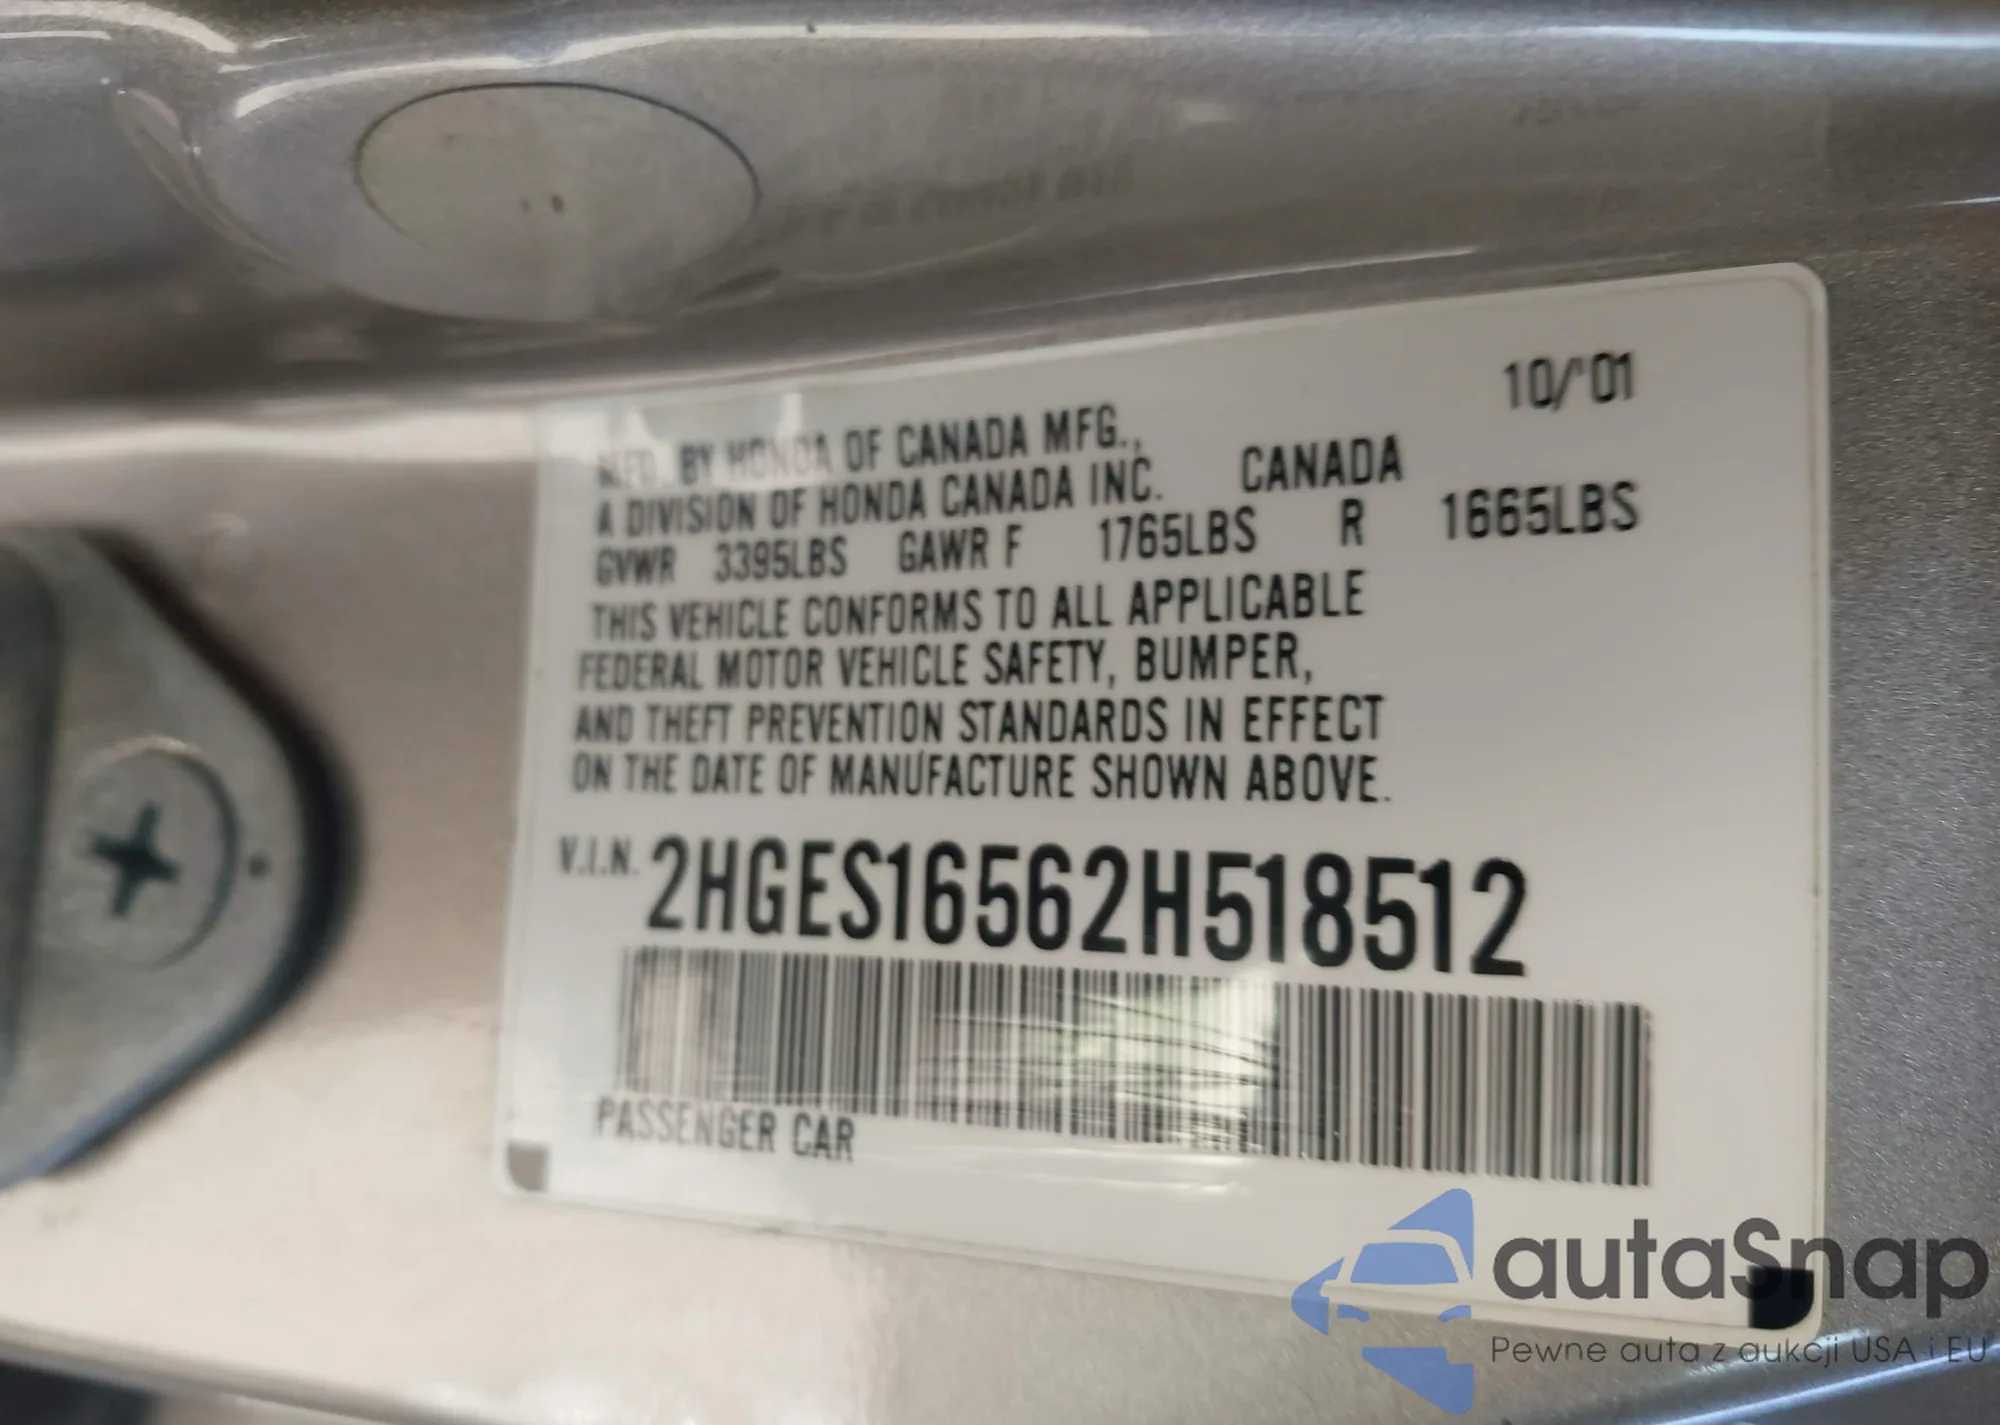 10/'01
MFD. BY HONDA OF CANADA MFG.,
A DIVISION OF HONDA CANADA INC. CANADA
GVWR 3395LBS GAWR F 1765LBS R 1665LBS
THIS VEHICLE CONFORMS TO ALL APPLICABLE
FEDERAL MOTOR VEHICLE SAFETY, BUMPER,
AND THEFT PREVENTION STANDARDS IN EFFECT
ON THE DATE OF MANUFACTURE SHOWN ABOVE.
V.I.N. 2HGES16562H518512
PASSENGER CAR
autaSnap
Pewne auta z aukcji USA i EU